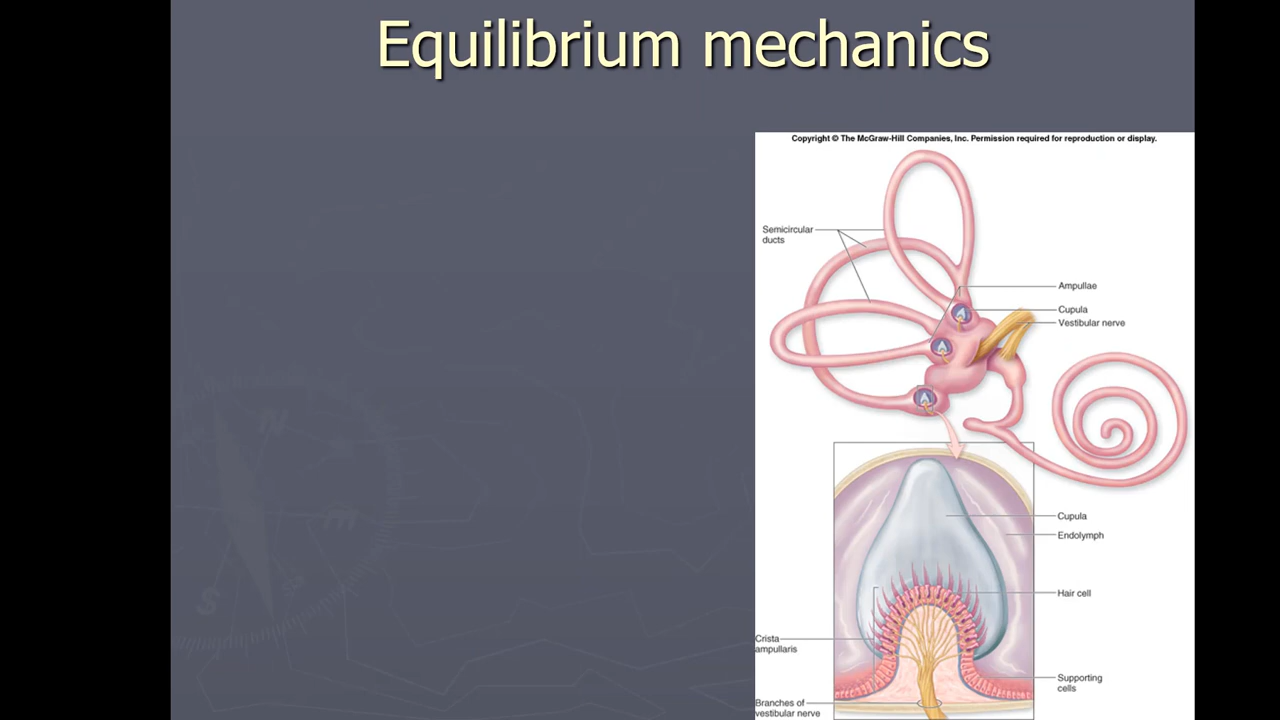 Equilibrium mechanics
Copyright © The McGraw-Hill Companies, Inc. Permission required for reproduction or display.
Semicircular
ducts
Ampullae
Cupula
Vestibular nerve
Cupula
Endolymph
Hair cell
Crista
ampullaris
Supporting
cells
Branches of
vestibular nerve